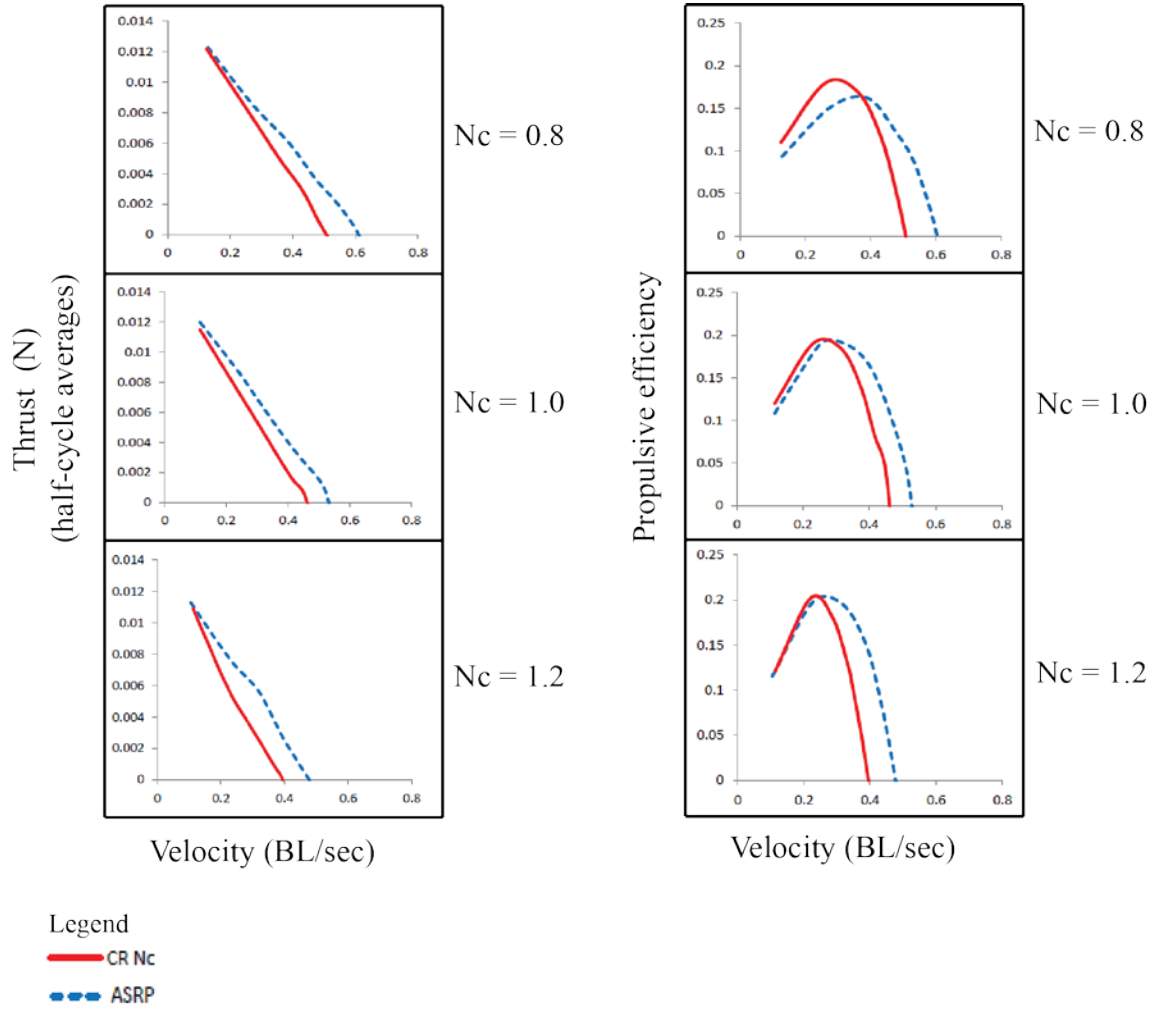 Thrust (N)
(half-cycle averages)
0.014
0.012
0.01
0.008
0.006
0.004
0.002
0
0 0.2 0.4 0.6 0.8
Nc = 0.8
0.014
0.012
0.01
0.008
0.006
0.004
0.002
0
0 0.2 0.4 0.6 0.8
Nc = 1.0
0.014
0.012
0.01
0.008
0.006
0.004
0.002
0
0 0.2 0.4 0.6 0.8
Nc = 1.2
Velocity (BL/sec)
Propulsive efficiency
0.25
0.2
0.15
0.1
0.05
0
0 0.2 0.4 0.6 0.8
Nc = 0.8
0.25
0.2
0.15
0.1
0.05
0
0 0.2 0.4 0.6 0.8
Nc = 1.0
0.25
0.2
0.15
0.1
0.05
0
0 0.2 0.4 0.6 0.8
Nc = 1.2
Velocity (BL/sec)
Legend
CR Nc
ASRP